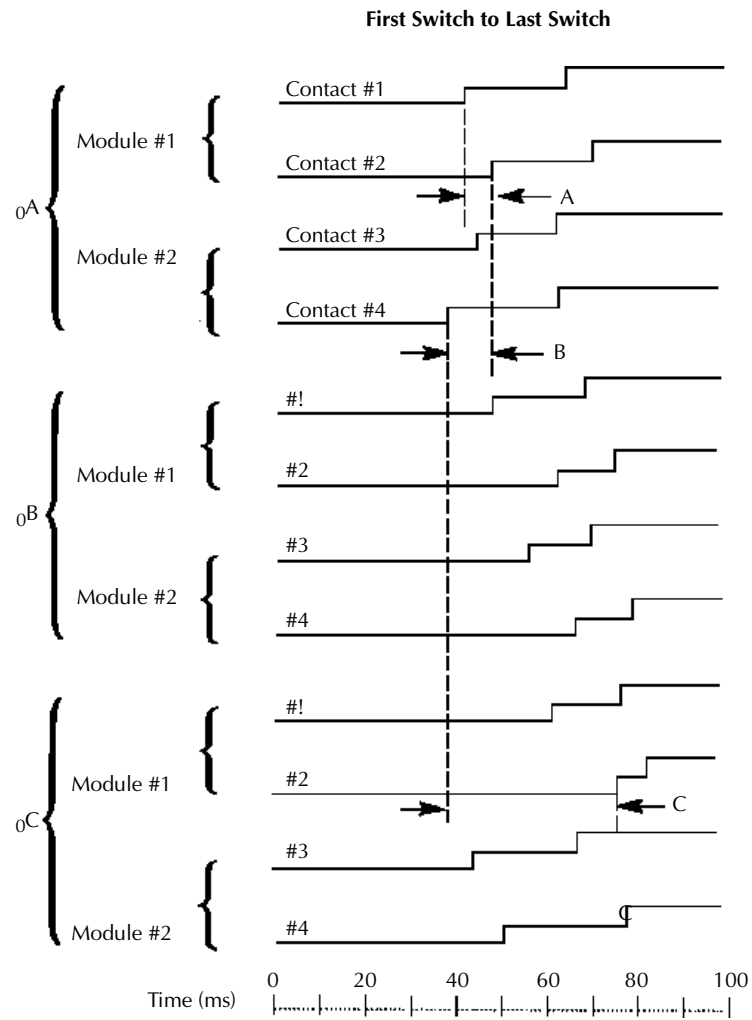 First Switch to Last Switch
Contact #1
Module #1
Contact #2
A
₀A
Contact #3
Module #2
Contact #4
B
#!
Module #1
#2
₀B
#3
Module #2
#4
#!
Module #1
#2
C
₀C
#3
Module #2
#4
C
Time (ms)
0 20 40 60 80 100